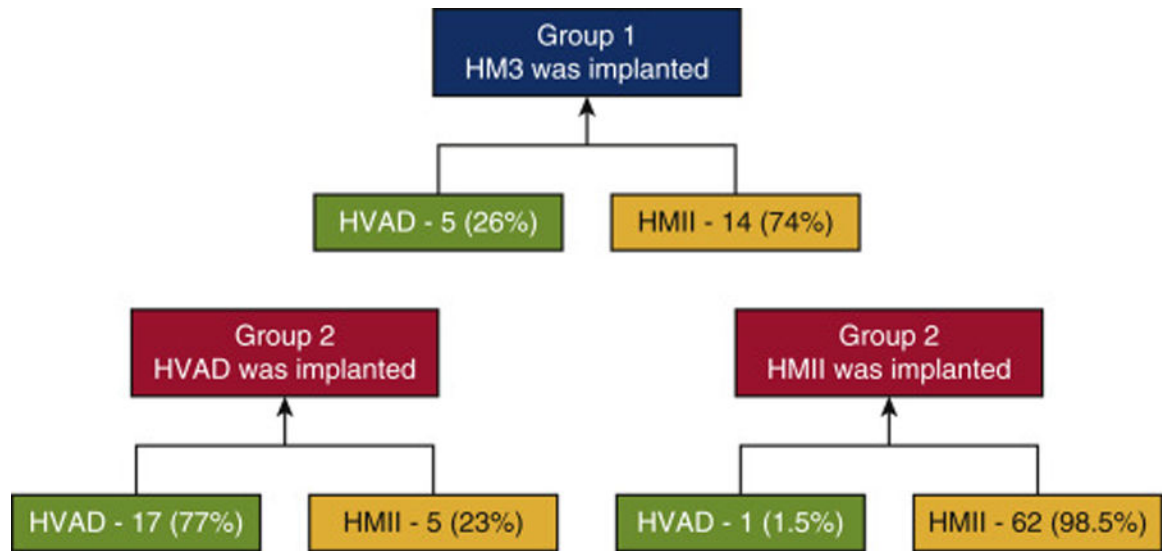 Group 1
HM3 was implanted
HVAD - 5 (26%)
HMII - 14 (74%)
Group 2
HVAD was implanted
Group 2
HMII was implanted
HVAD - 17 (77%)
HMII - 5 (23%)
HVAD - 1 (1.5%)
HMII - 62 (98.5%)